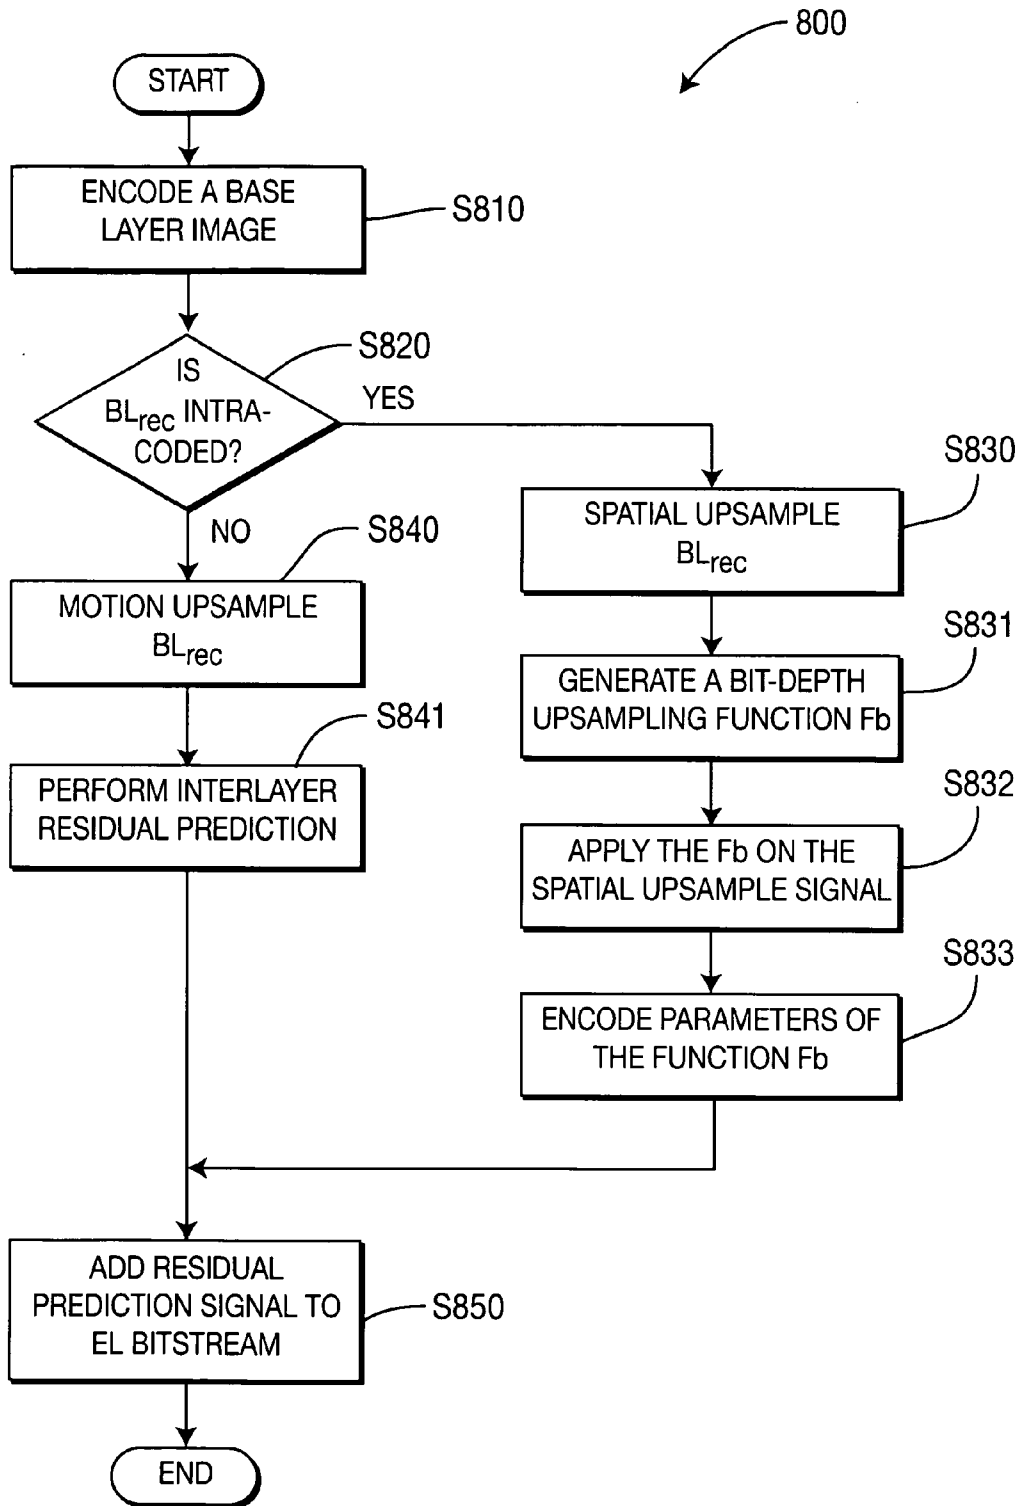 800
START
ENCODE A BASE
LAYER IMAGE
S810
IS
BLrec INTRA-
CODED?
S820
YES
NO
S830
SPATIAL UPSAMPLE
BLrec
S840
MOTION UPSAMPLE
BLrec
S831
GENERATE A BIT-DEPTH
UPSAMPLING FUNCTION Fb
S841
PERFORM INTERLAYER
RESIDUAL PREDICTION
S832
APPLY THE Fb ON THE
SPATIAL UPSAMPLE SIGNAL
S833
ENCODE PARAMETERS OF
THE FUNCTION Fb
ADD RESIDUAL
PREDICTION SIGNAL TO
EL BITSTREAM
S850
END